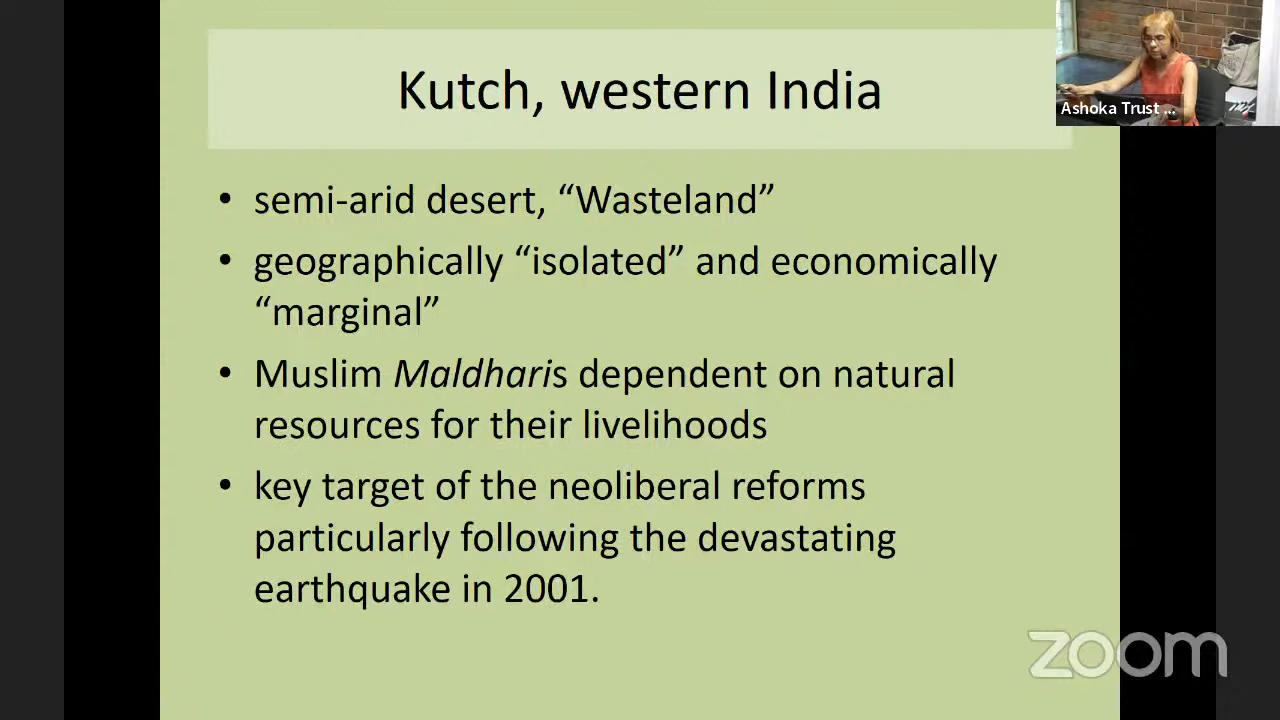 Kutch, western India
Ashoka Trust ...
• semi-arid desert, “Wasteland”
• geographically “isolated” and economically
“marginal”
• Muslim Maldharis dependent on natural
resources for their livelihoods
• key target of the neoliberal reforms
particularly following the devastating
earthquake in 2001.
zoom